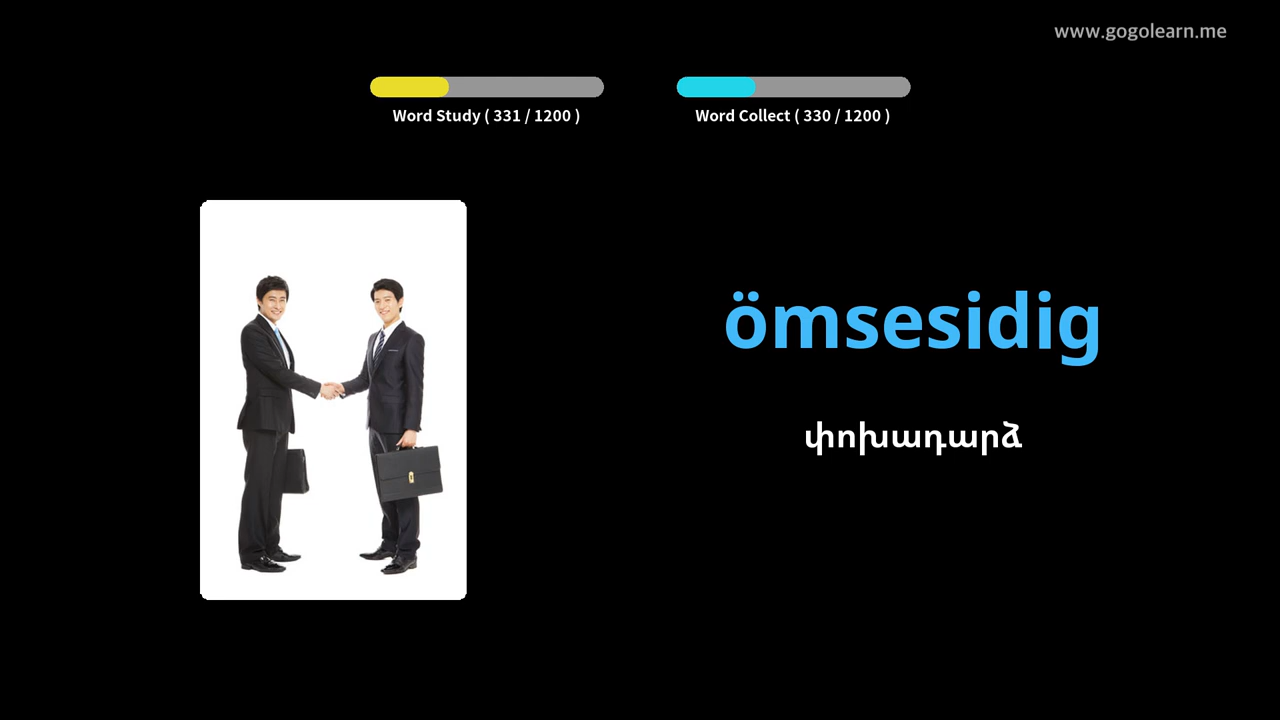 www.gogolearn.me
Word Study ( 331 / 1200 )
Word Collect ( 330 / 1200 )
ömsesidig
փոխադարձ